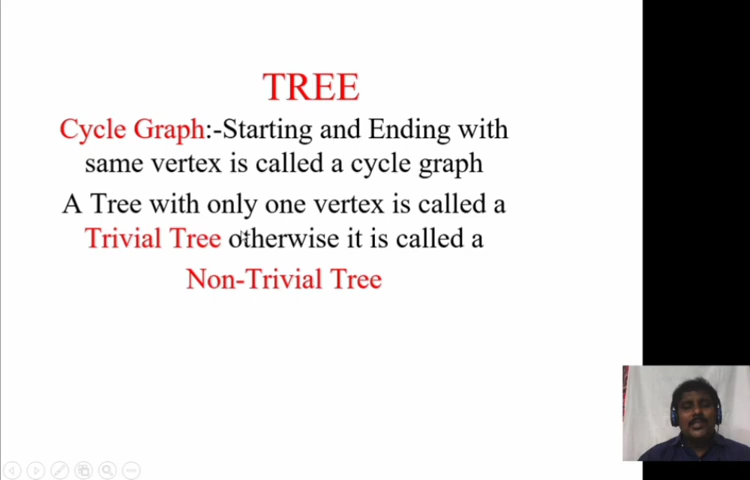 TREE
Cycle Graph:-Starting and Ending with
same vertex is called a cycle graph
A Tree with only one vertex is called a
Trivial Tree otherwise it is called a
Non-Trivial Tree